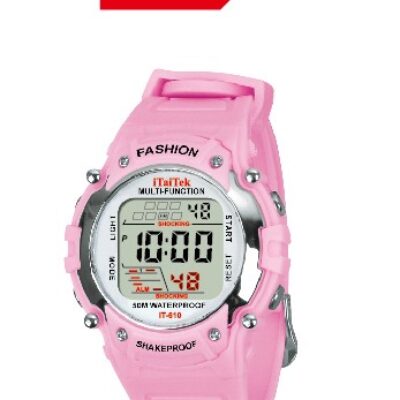 FASHION
iTaiTek
MULTI-FUNCTION
48
SHOCKING
LIGHT
START
P 10:00
MODE
RESET
ALM 48
SHOCKING
50M WATERPROOF
IT-610
SHAKEPROOF